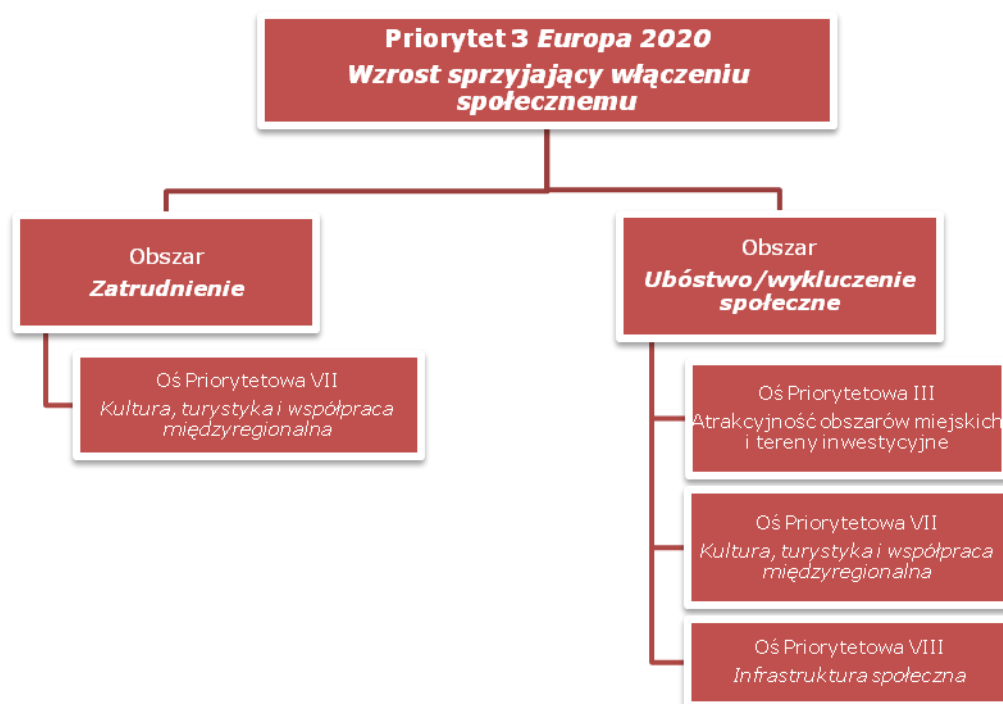 Priorytet 3 Europa 2020
Wzrost sprzyjający włączeniu
społecznemu
Obszar
Zatrudnienie
Oś Priorytetowa VII
Kultura, turystyka i współpraca
międzyregionalna
Obszar
Ubóstwo/wykluczenie
społeczne
Oś Priorytetowa III
Atrakcyjność obszarów miejskich
i tereny inwestycyjne
Oś Priorytetowa VII
Kultura, turystyka i współpraca
międzyregionalna
Oś Priorytetowa VIII
Infrastruktura społeczna